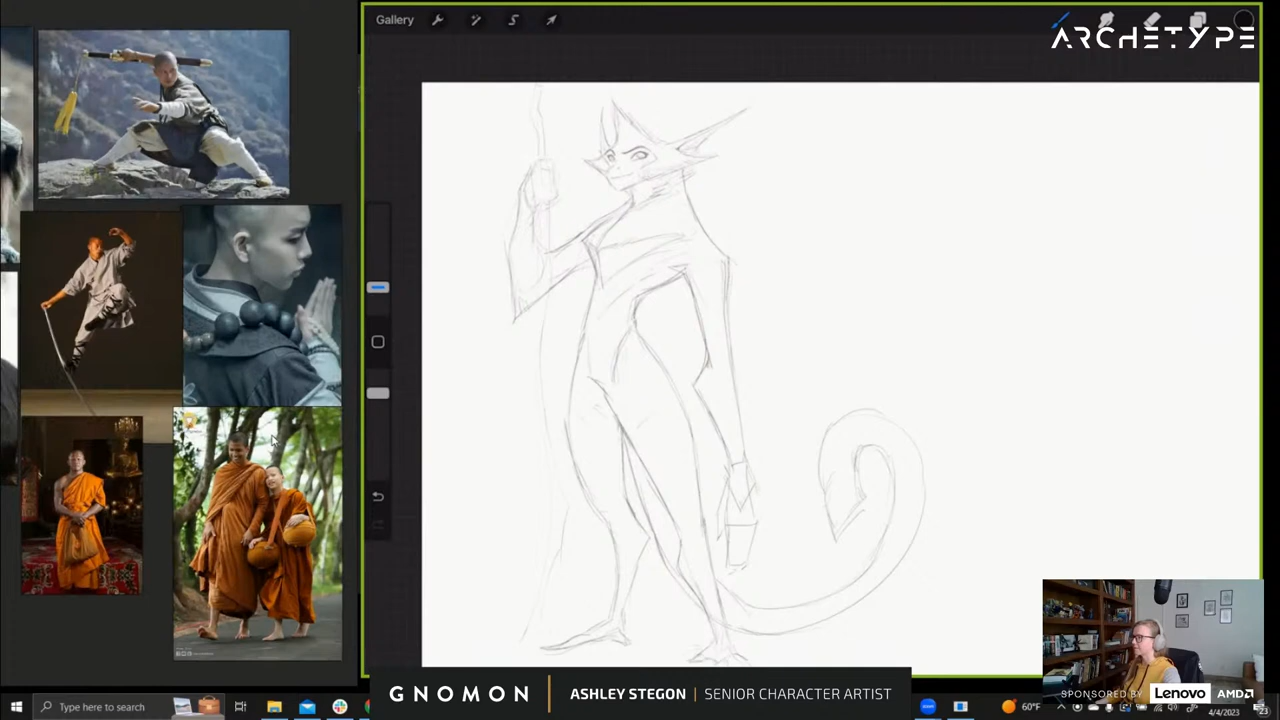 Gallery
ARCHETYPE
GNOMON
ASHLEY STEGON | SENIOR CHARACTER ARTIST
SPONSORED BY Lenovo AMD
Type here to search
60°F
4/4/2023
23